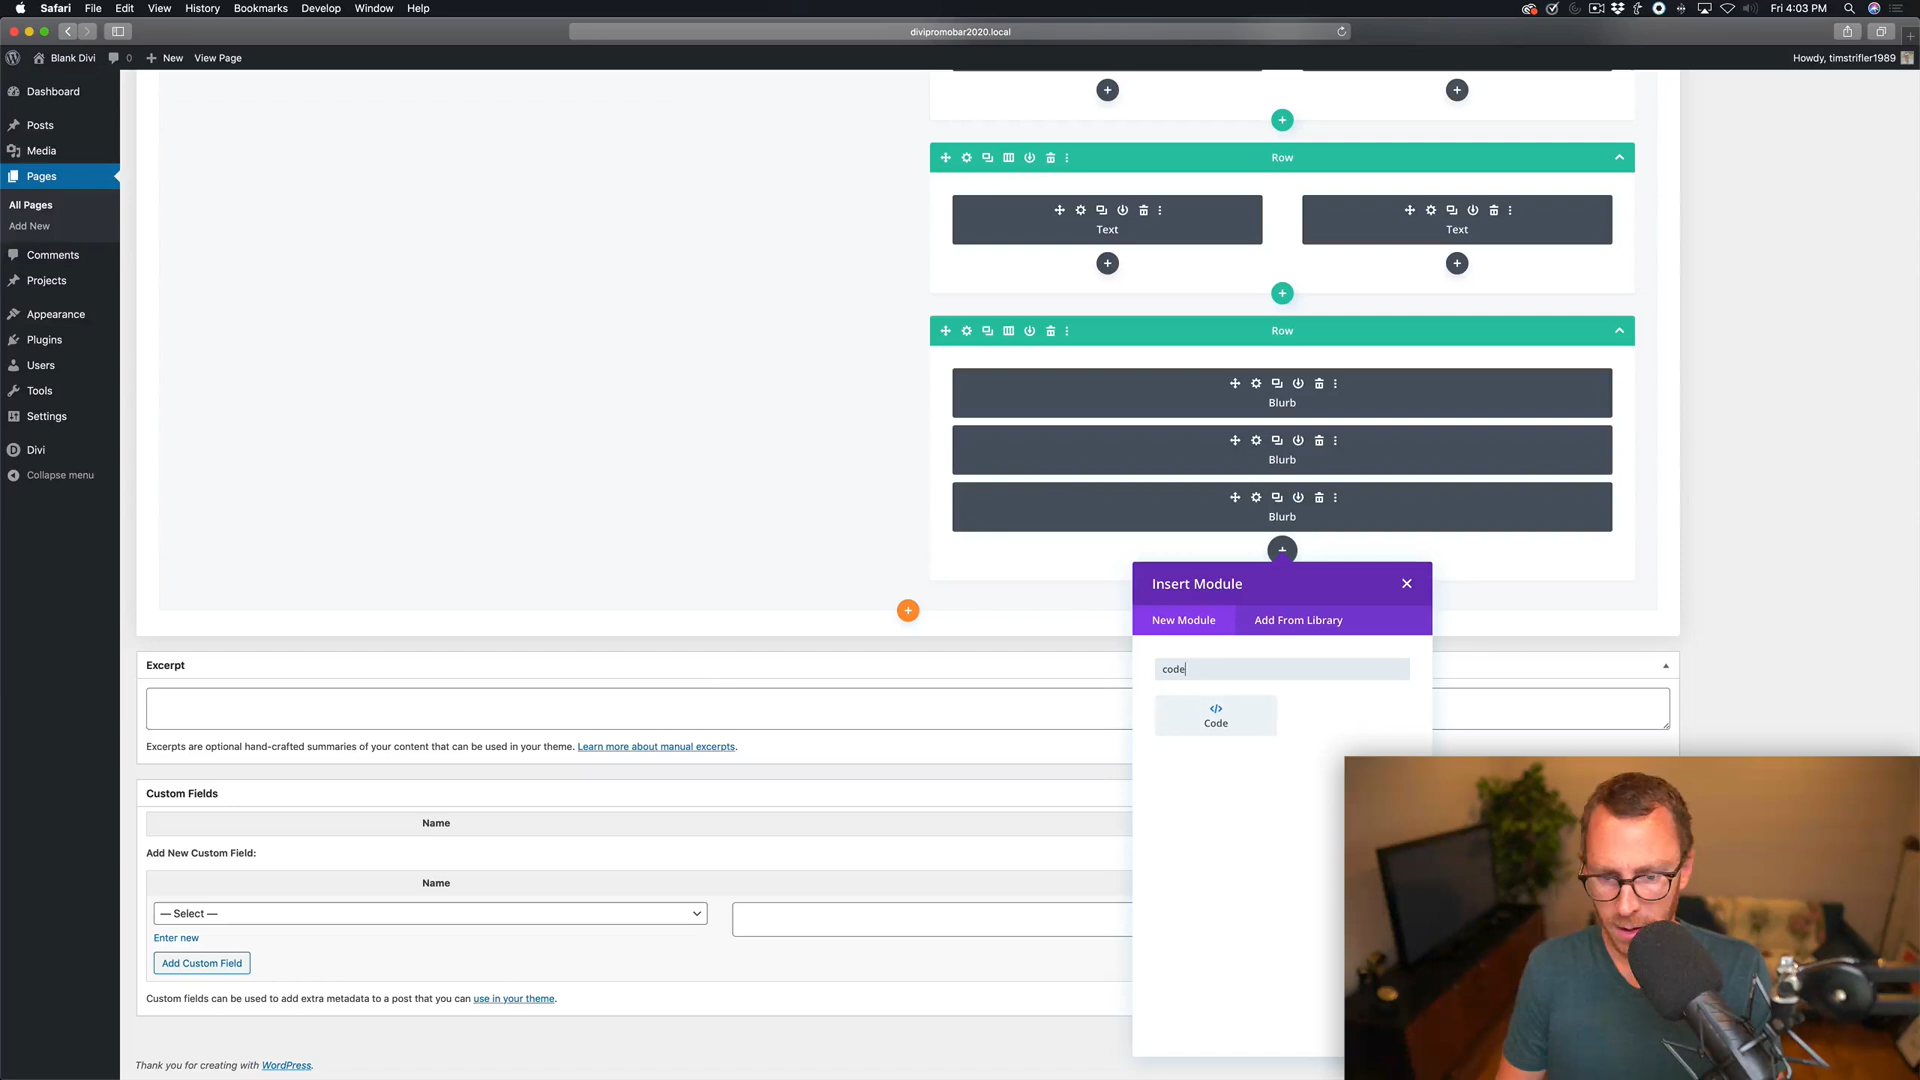 Safari File Edit View History Bookmarks Develop Window Help
Fri 4:03 PM
divipromobar2020.local
Blank Divi 0 New View Page
Howdy, timstrifler1989
Dashboard
Posts
Media
Pages
All Pages
Add New
Comments
Projects
Appearance
Plugins
Users
Tools
Settings
Divi
Collapse menu
Row
Text Text
Row
Blurb
Blurb
Blurb
Insert Module
New Module Add From Library
code
Code
Excerpt
Excerpts are optional hand-crafted summaries of your content that can be used in your theme. Learn more about manual excerpts.
Custom Fields
Name
Add New Custom Field:
Name
— Select —
Enter new
Add Custom Field
Custom fields can be used to add extra metadata to a post that you can use in your theme.
Thank you for creating with WordPress.